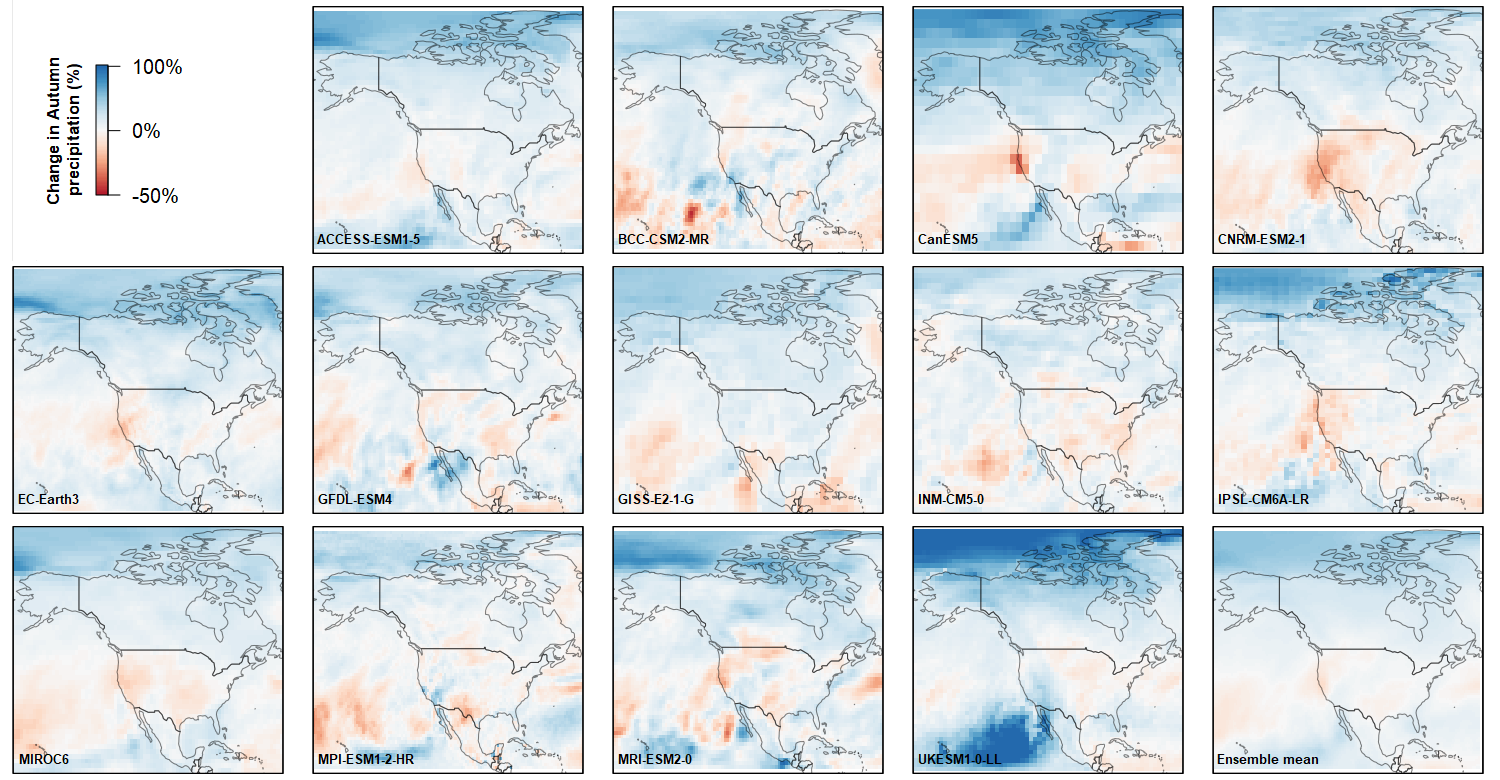 Change in Autumn
precipitation (%)
100%
0%
-50%
ACCESS-ESM1-5
BCC-CSM2-MR
CanESM5
CNRM-ESM2-1
EC-Earth3
GFDL-ESM4
GISS-E2-1-G
INM-CM5-0
IPSL-CM6A-LR
MIROC6
MPI-ESM1-2-HR
MRI-ESM2-0
UKESM1-0-LL
Ensemble mean